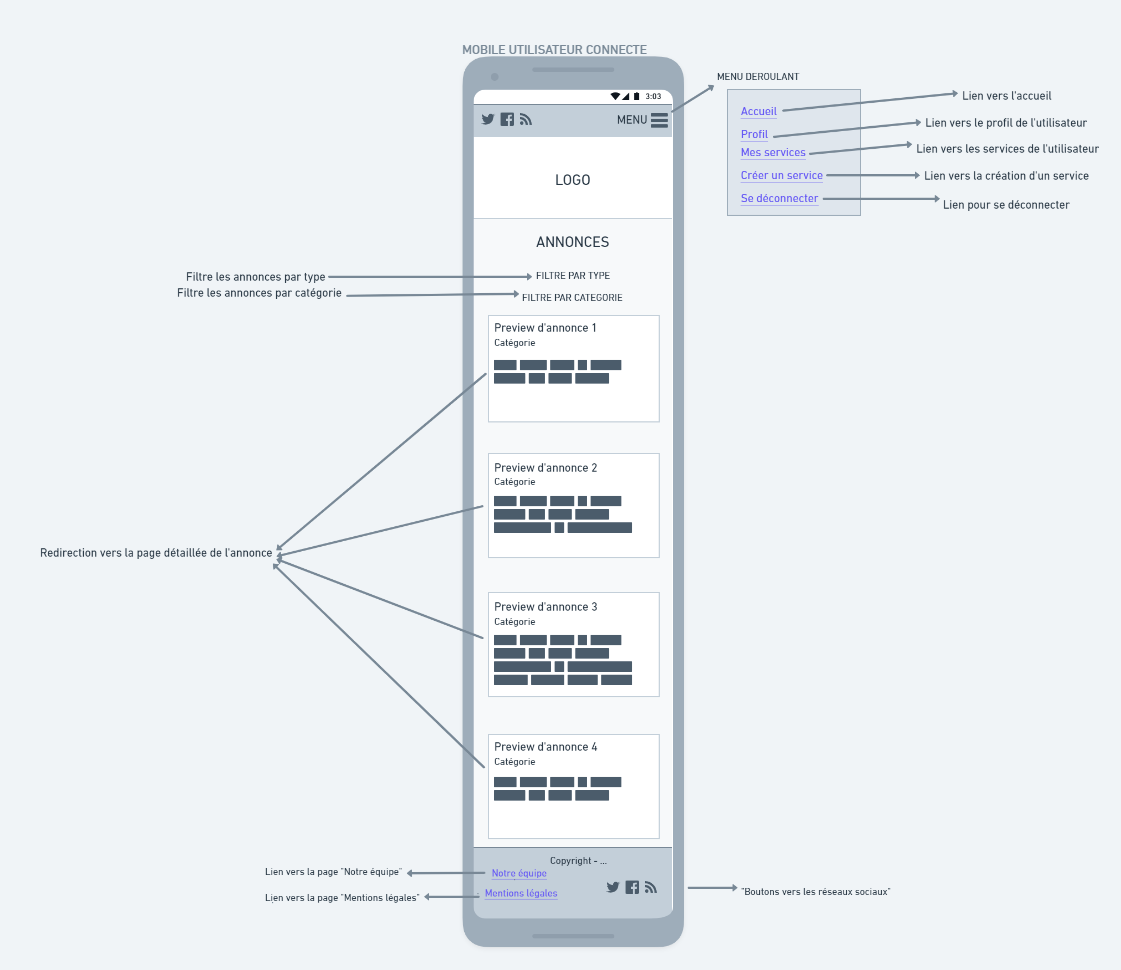 MOBILE UTILISATEUR CONNECTE
3:03
MENU
MENU DEROULANT
Accueil
Lien vers l'accueil
Profil
Lien vers le profil de l'utilisateur
Mes services
Lien vers les services de l'utilisateur
Créer un service
Lien vers la création d'un service
Se déconnecter
Lien pour se déconnecter
LOGO
ANNONCES
Filtre les annonces par type
FILTRE PAR TYPE
Filtre les annonces par catégorie
FILTRE PAR CATEGORIE
Preview d'annonce 1
Catégorie
Preview d'annonce 2
Catégorie
Redirection vers la page détaillée de l'annonce
Preview d'annonce 3
Catégorie
Preview d'annonce 4
Catégorie
Copyright - ...
Lien vers la page "Notre équipe"
Notre équipe
Lien vers la page "Mentions légales"
Mentions légales
"Boutons vers les réseaux sociaux"